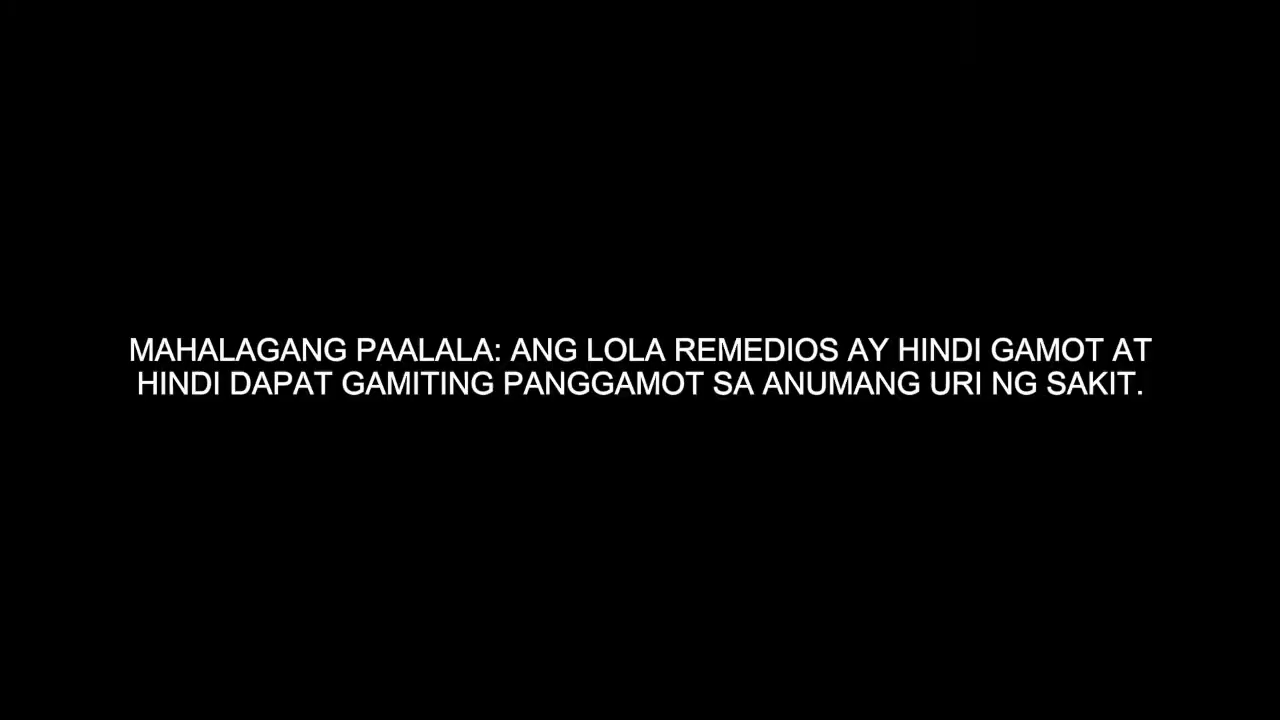 MAHALAGANG PAALALA: ANG LOLA REMEDIOS AY HINDI GAMOT AT
HINDI DAPAT GAMITING PANGGAMOT SA ANUMANG URI NG SAKIT.